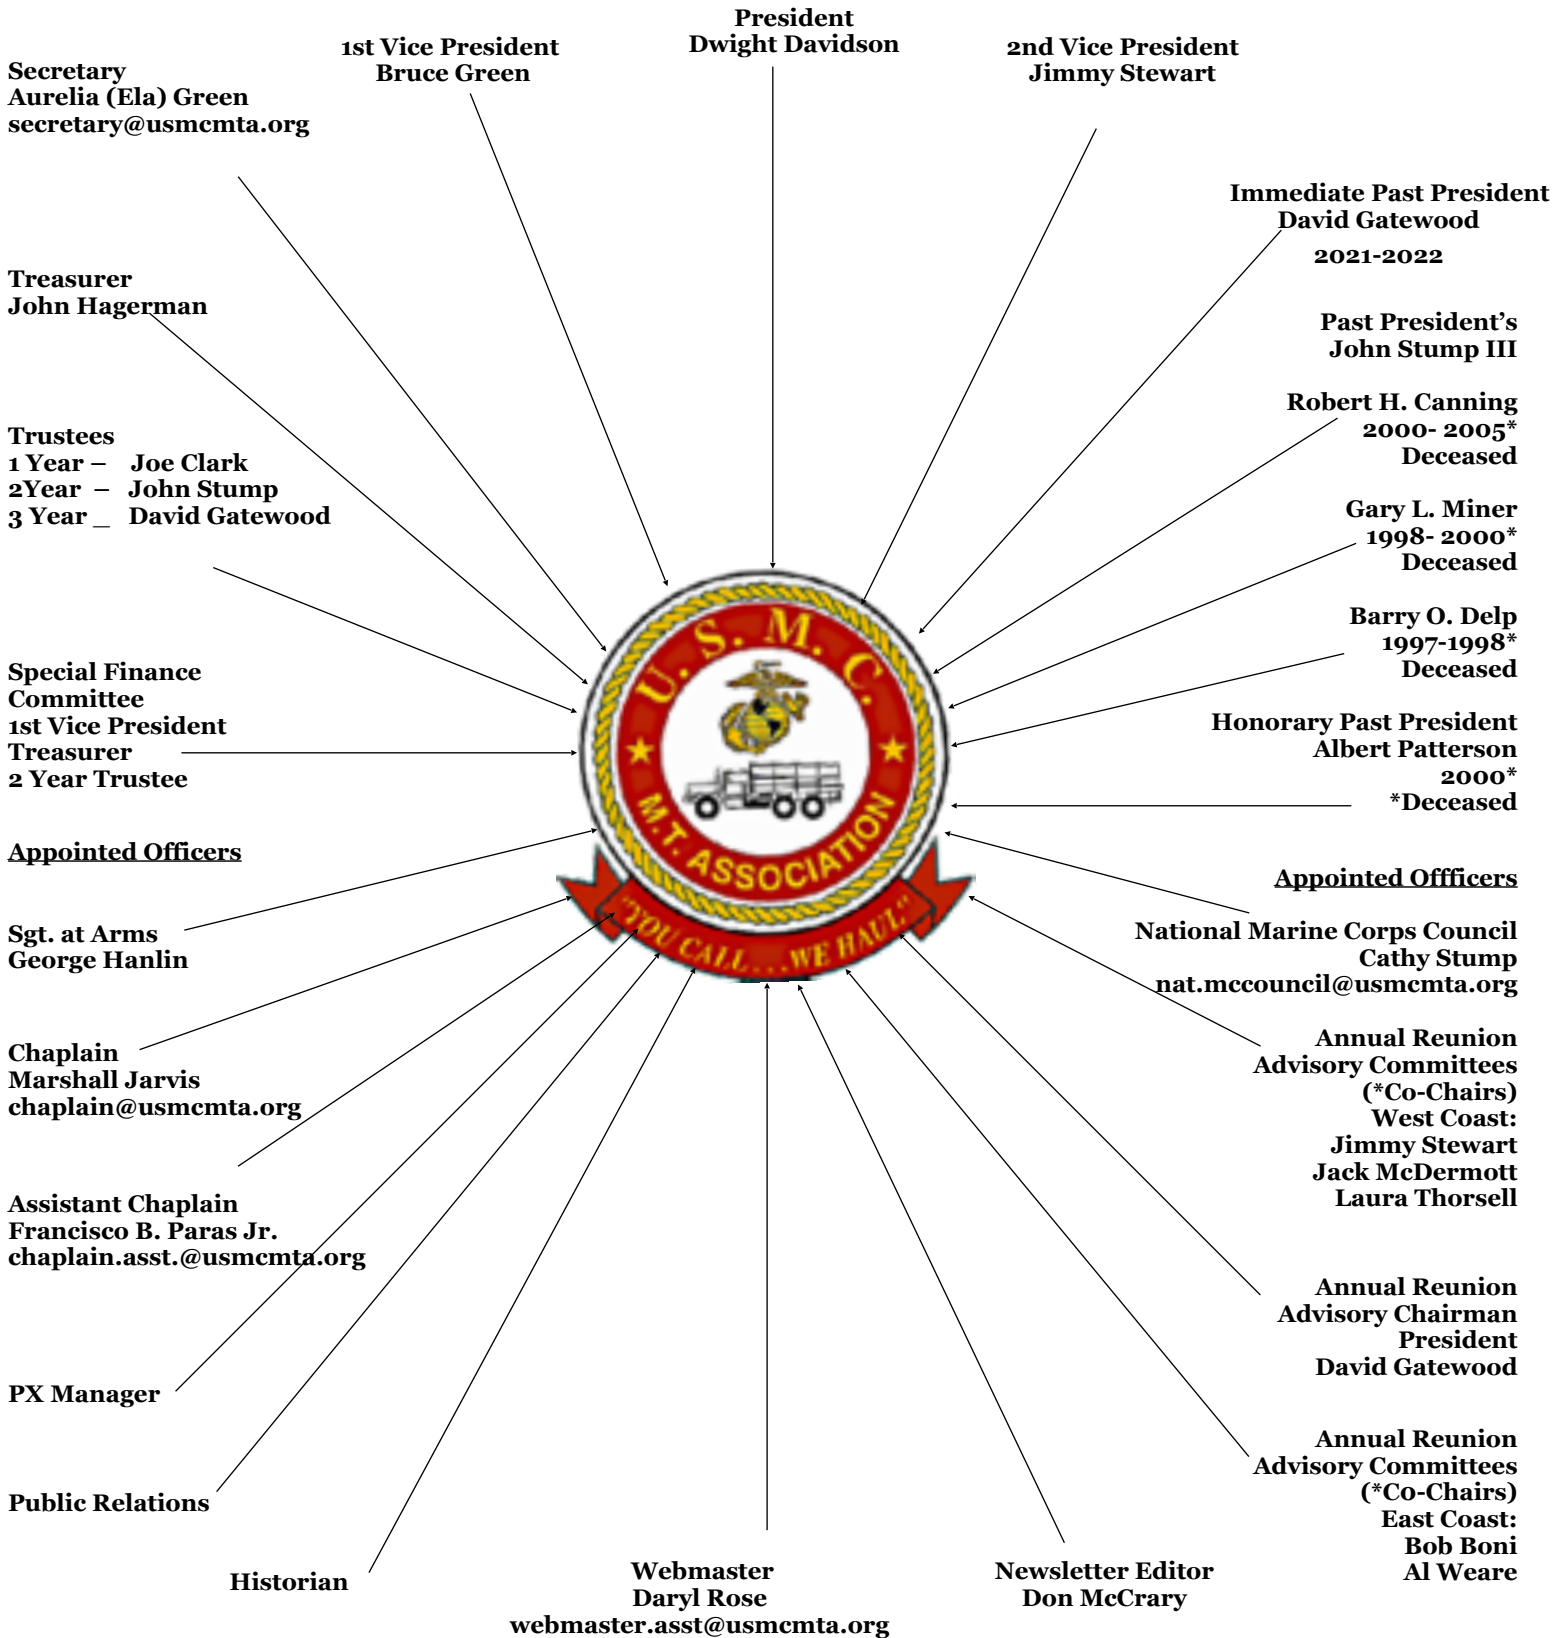 President
Dwight Davidson
1st Vice President
Bruce Green
2nd Vice President
Jimmy Stewart
Secretary
Aurelia (Ela) Green
secretary@usmcmta.org
Immediate Past President
David Gatewood
2021-2022
Treasurer
John Hagerman
Past President’s
John Stump III
Robert H. Canning
2000- 2005*
Deceased
Trustees
1 Year – Joe Clark
2Year – John Stump
3 Year _ David Gatewood
Gary L. Miner
1998- 2000*
Deceased
Barry O. Delp
1997-1998*
Deceased
Special Finance
Committee
1st Vice President
Treasurer
2 Year Trustee
Honorary Past President
Albert Patterson
2000*
*Deceased
U. S. M. C.
M.T. ASSOCIATION
"YOU CALL...WE HAUL"
Appointed Officers
Sgt. at Arms
George Hanlin
Chaplain
Marshall Jarvis
chaplain@usmcmta.org
Assistant Chaplain
Francisco B. Paras Jr.
chaplain.asst.@usmcmta.org
PX Manager
Public Relations
Historian
Webmaster
Daryl Rose
webmaster.asst@usmcmta.org
Newsletter Editor
Don McCrary
Appointed Offficers
National Marine Corps Council
Cathy Stump
nat.mccouncil@usmcmta.org
Annual Reunion
Advisory Committees
(*Co-Chairs)
West Coast:
Jimmy Stewart
Jack McDermott
Laura Thorsell
Annual Reunion
Advisory Chairman
President
David Gatewood
Annual Reunion
Advisory Committees
(*Co-Chairs)
East Coast:
Bob Boni
Al Weare